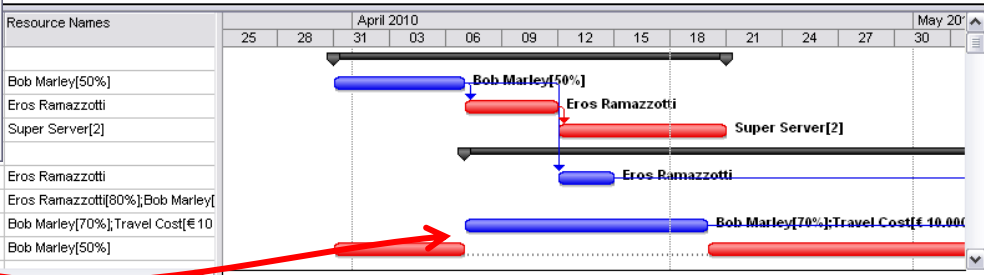 Resource Names
April 2010 May 20
25 28 31 03 06 09 12 15 18 21 24 27 30
Bob Marley[50%] Bob Marley[50%]
Eros Ramazzotti Eros Ramazzotti
Super Server[2] Super Server[2]
Eros Ramazzotti Eros Ramazzotti
Eros Ramazzotti[80%];Bob Marley[
Bob Marley[70%];Travel Cost[€ 10 Bob Marley[70%];Travel Cost[€ 10.000
Bob Marley[50%]